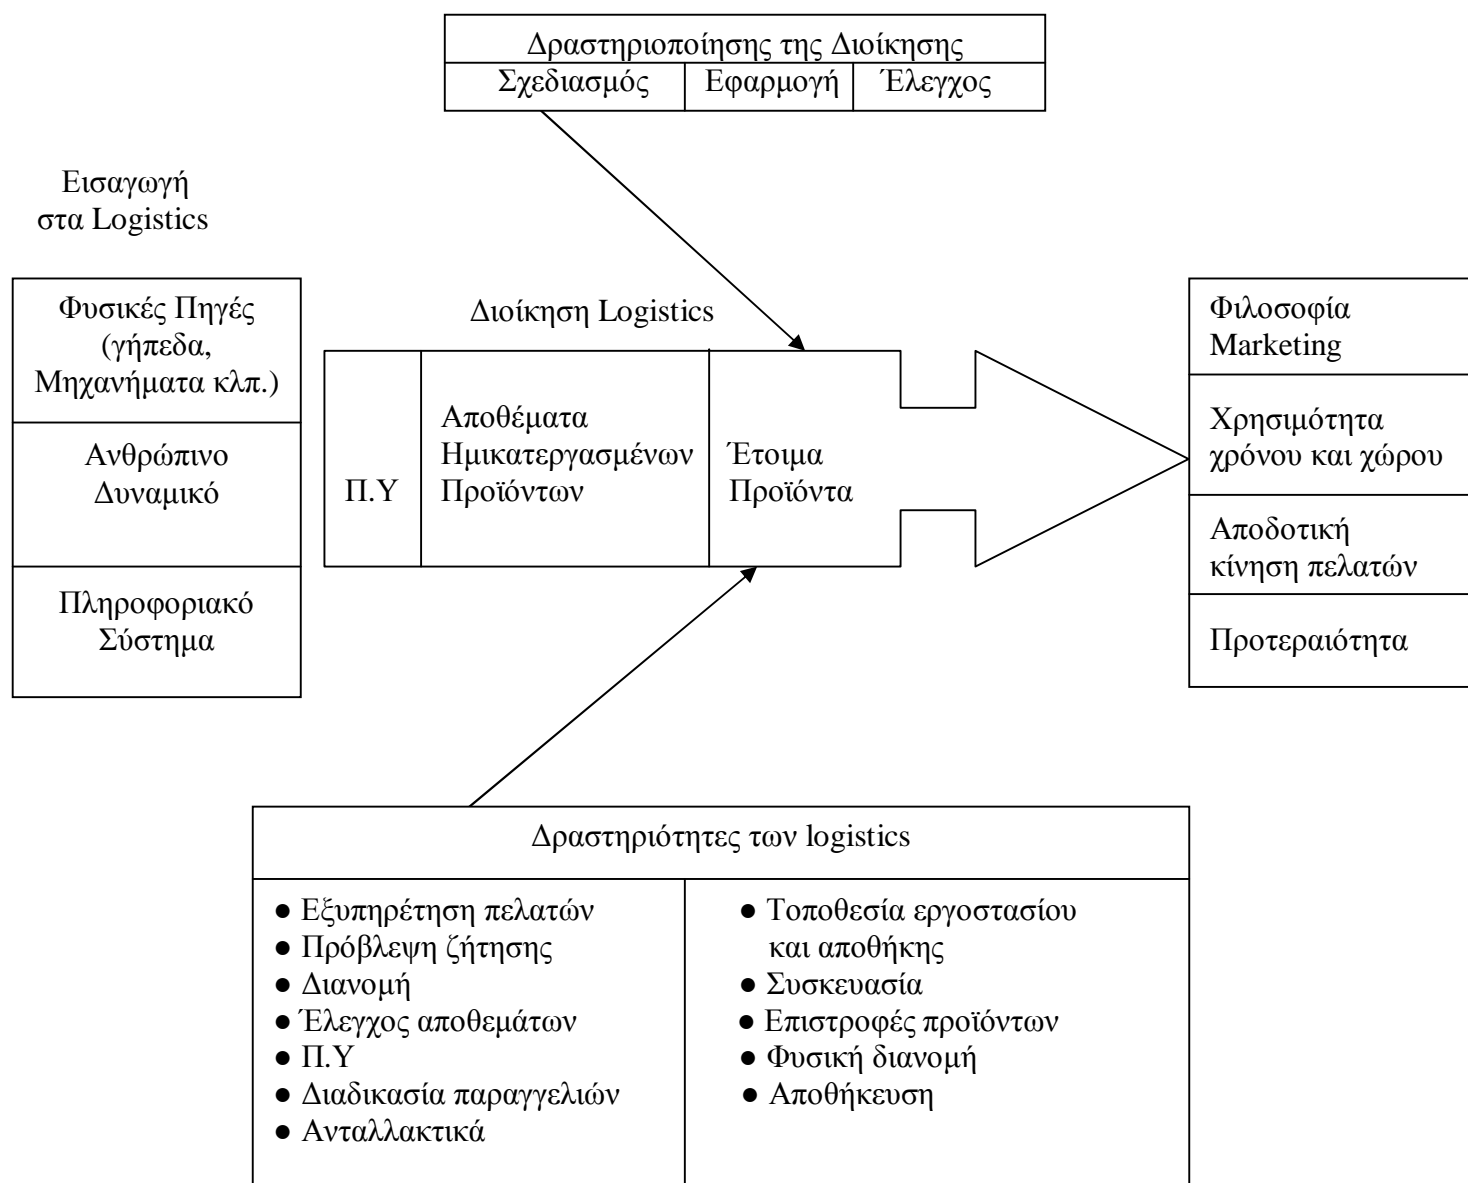 Δραστηριοποίησης της Διοίκησης
Σχεδιασμός Εφαρμογή Έλεγχος
Εισαγωγή
στα Logistics
Φυσικές Πηγές
(γήπεδα,
Μηχανήματα κλπ.)
Ανθρώπινο
Δυναμικό
Πληροφοριακό
Σύστημα
Διοίκηση Logistics
Π.Υ
Αποθέματα
Ημικατεργασμένων
Προϊόντων
Έτοιμα
Προϊόντα
Φιλοσοφία
Marketing
Χρησιμότητα
χρόνου και χώρου
Αποδοτική
κίνηση πελατών
Προτεραιότητα
Δραστηριότητες των logistics
● Εξυπηρέτηση πελατών
● Πρόβλεψη ζήτησης
● Διανομή
● Έλεγχος αποθεμάτων
● Π.Υ
● Διαδικασία παραγγελιών
● Ανταλλακτικά
● Τοποθεσία εργοστασίου
και αποθήκης
● Συσκευασία
● Επιστροφές προϊόντων
● Φυσική διανομή
● Αποθήκευση